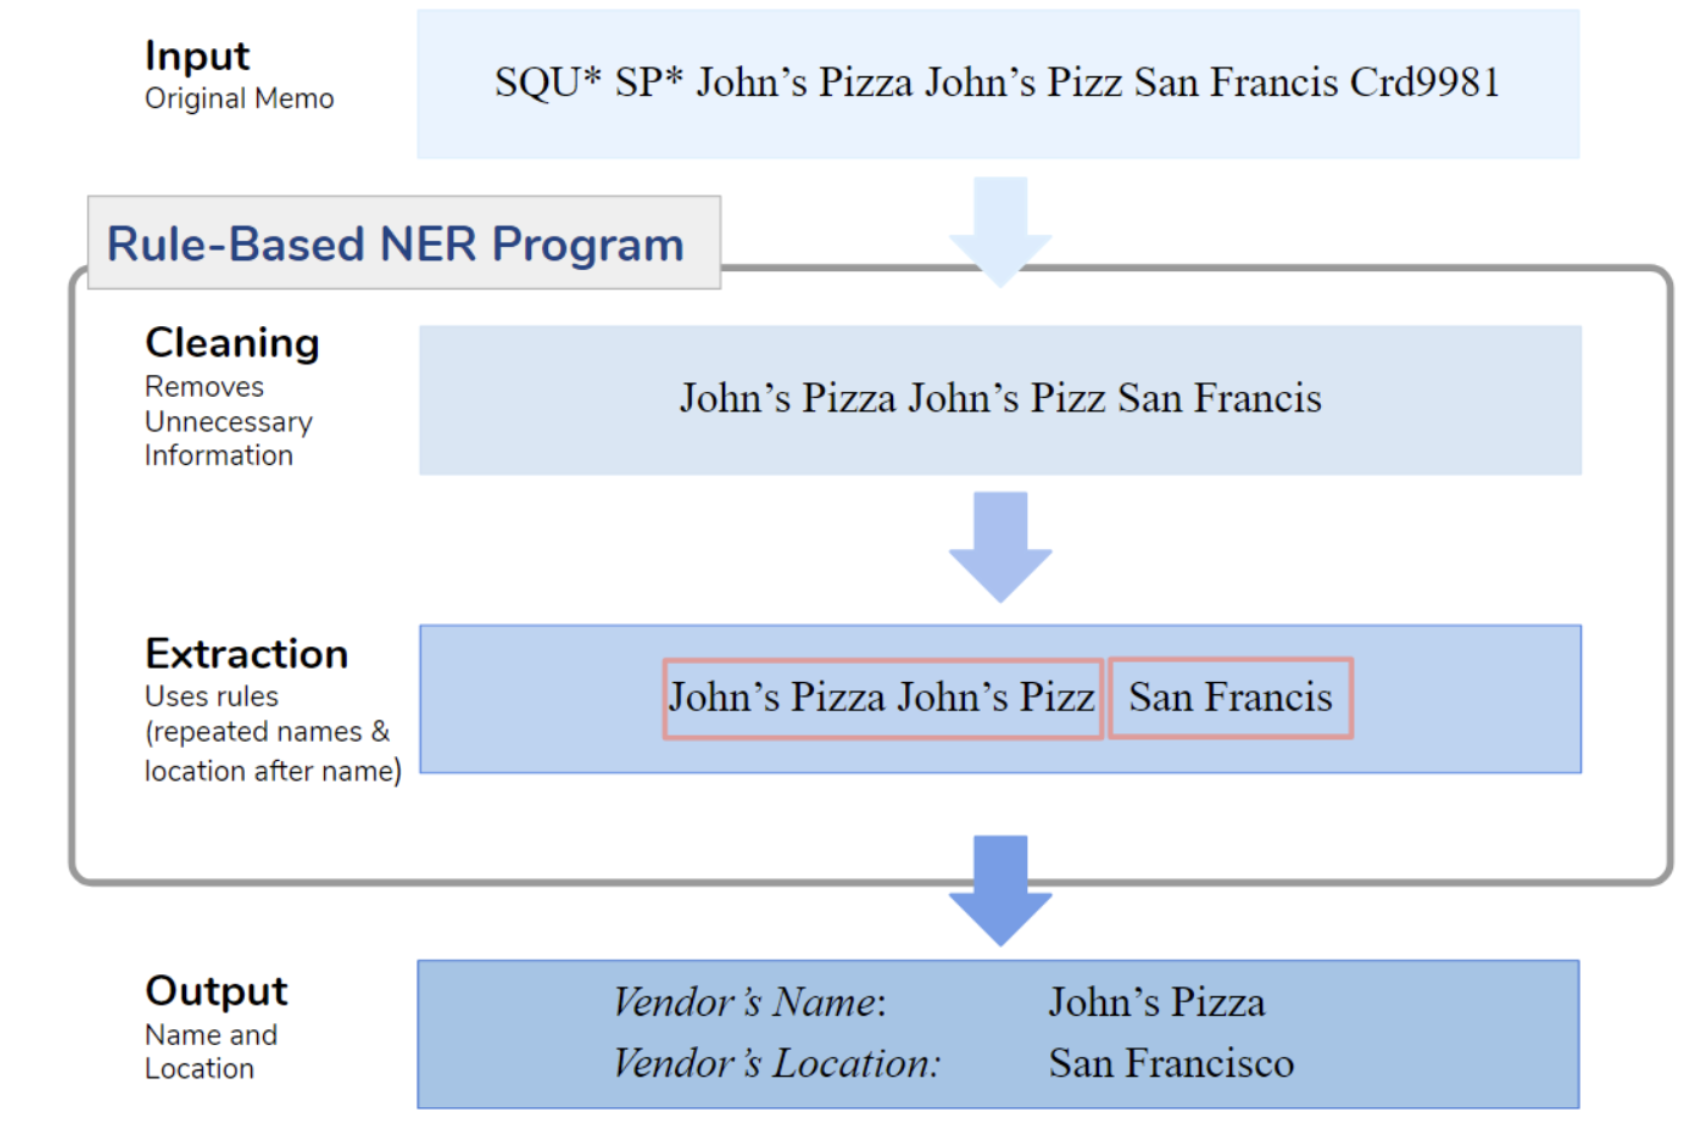 Input
Original Memo
SQU* SP* John’s Pizza John’s Pizz San Francis Crd9981
Rule-Based NER Program
Cleaning
Removes
Unnecessary
Information
John’s Pizza John’s Pizz San Francis
Extraction
Uses rules
(repeated names &
location after name)
John’s Pizza John’s Pizz San Francis
Output
Name and
Location
Vendor’s Name: John’s Pizza
Vendor’s Location: San Francisco